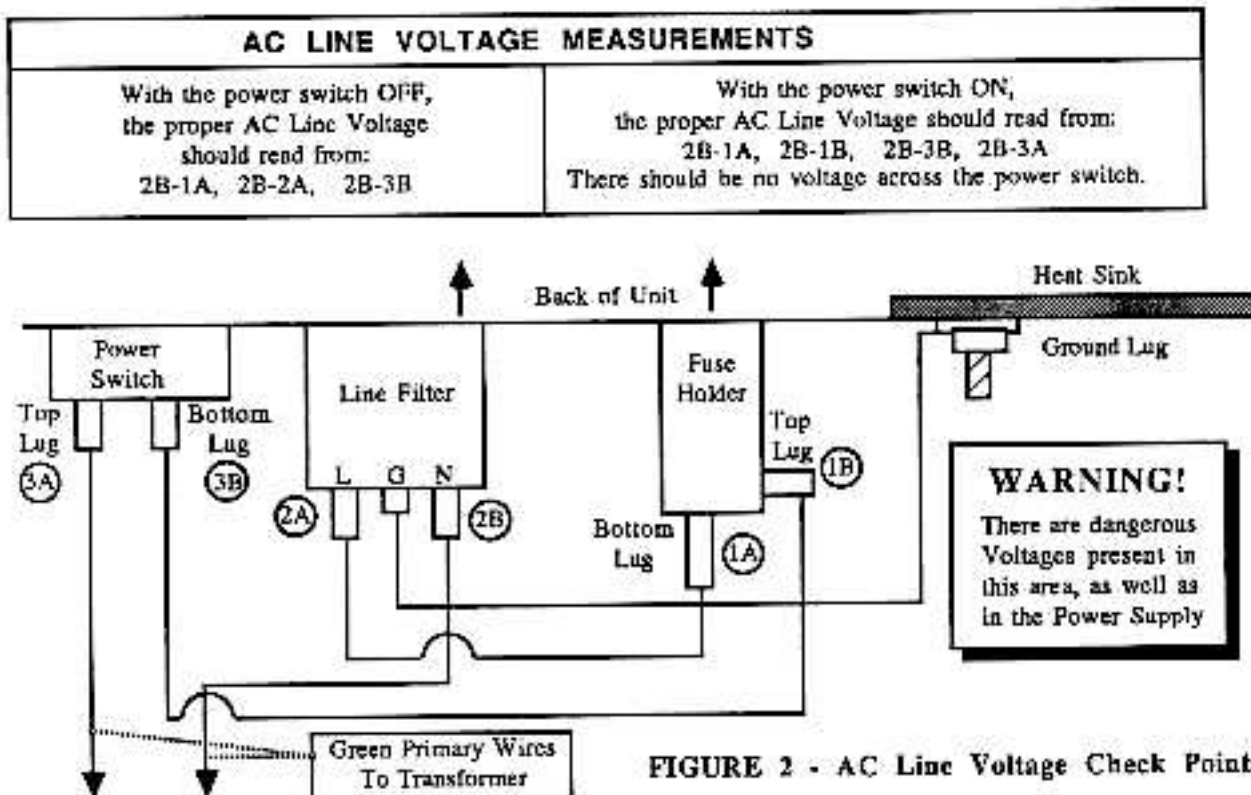 AC LINE VOLTAGE MEASUREMENTS
With the power switch OFF,
the proper AC Line Voltage
should read from:
2B-1A, 2B-2A, 2B-3B
With the power switch ON,
the proper AC Line Voltage should read from:
2B-1A, 2B-1B, 2B-3B, 2B-3A
There should be no voltage across the power switch.
Back of Unit
Heat Sink
Ground Lug
Power
Switch
Top
Lug
3A
Bottom
Lug
3B
Line Filter
L G N
2A
2B
Fuse
Holder
Top
Lug
1B
Bottom
Lug
1A
WARNING!
There are dangerous
Voltages present in
this area, as well as
in the Power Supply
Green Primary Wires
To Transformer
FIGURE 2 - AC Line Voltage Check Point